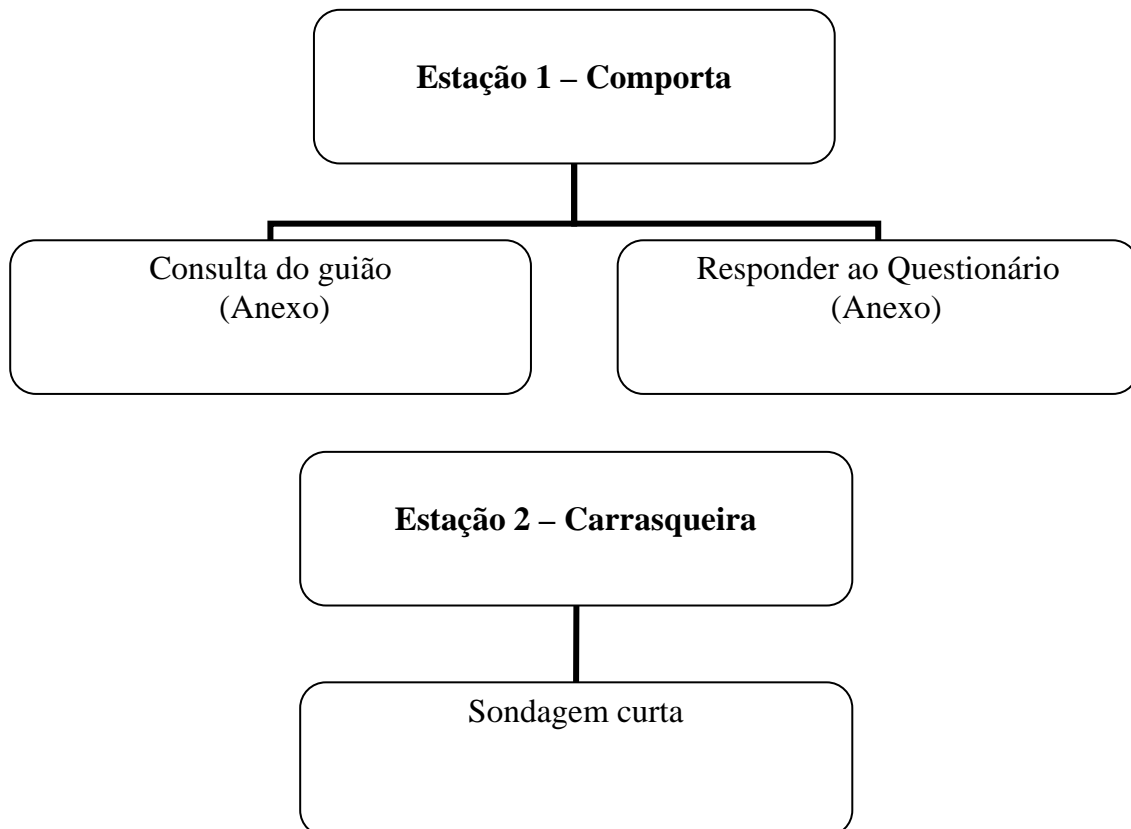 Estação 1 – Comporta
Consulta do guião
(Anexo)
Responder ao Questionário
(Anexo)
Estação 2 – Carrasqueira
Sondagem curta